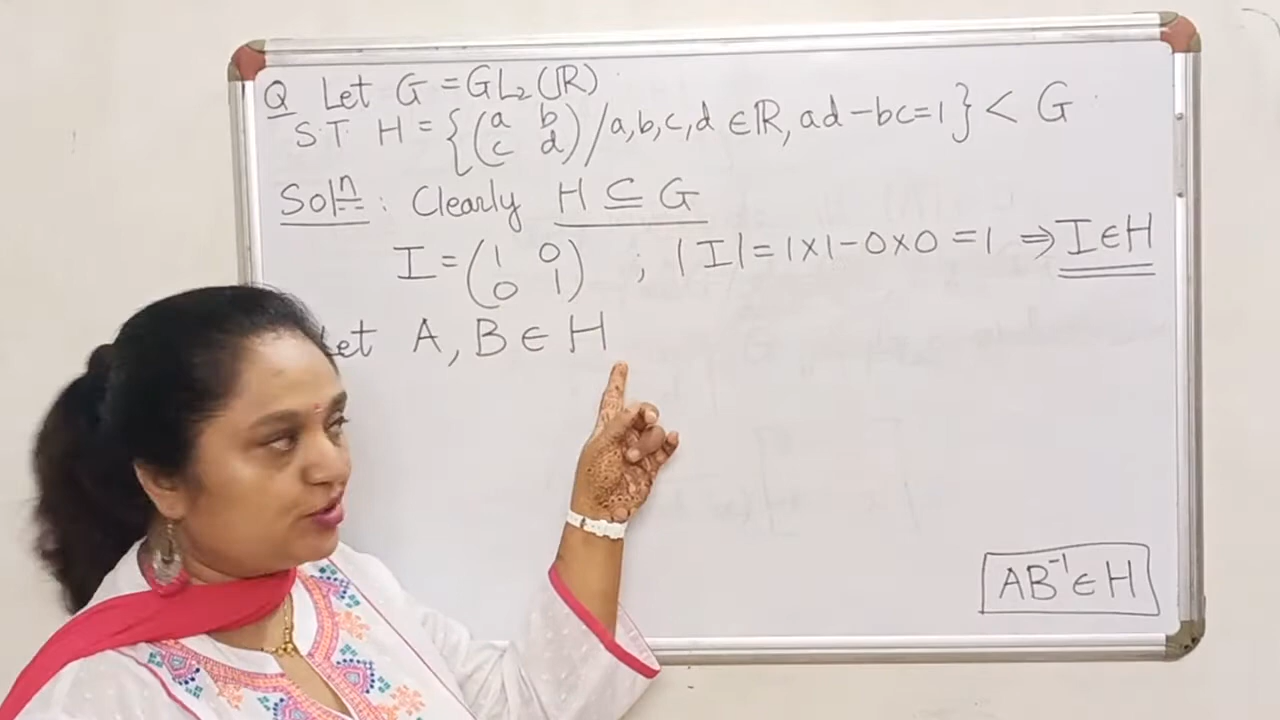 Q Let G = GL₂(ℝ)
S.T H = {(a b / c d) / a,b,c,d ∈ ℝ, ad-bc=1} < G
Solⁿ : Clearly H ⊆ G
I = (1 0 / 0 1) ; |I| = 1×1-0×0 = 1 ⇒ I∈H
Let A, B ∈ H
AB⁻¹ ∈ H